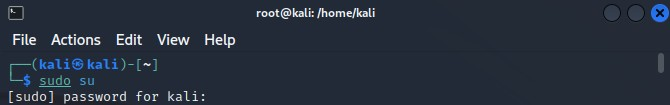 root@kali: /home/kali
File Actions Edit View Help
┌──(kali㉿kali)-[~]
└─$ sudo su
[sudo] password for kali: